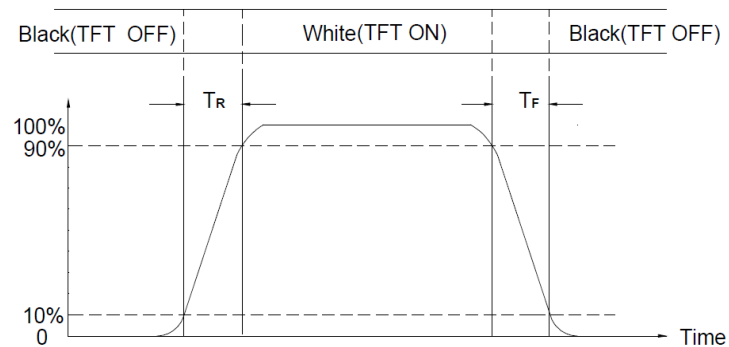 Black(TFT OFF) White(TFT ON) Black(TFT OFF)
TR TF
100%
90%
10%
0
Time